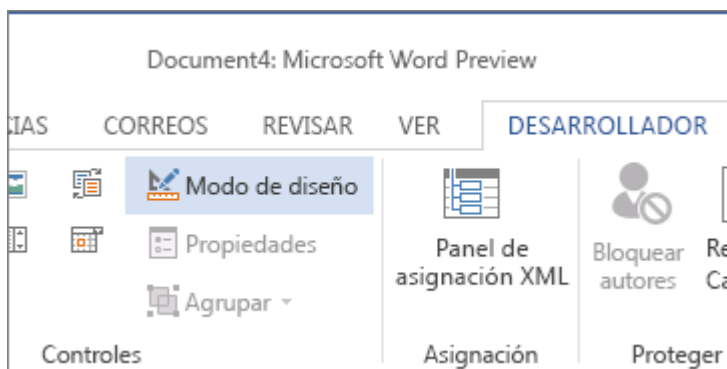 Document4: Microsoft Word Preview
CORREOS REVISAR VER DESARROLLADOR
Modo de diseño
Propiedades
Agrupar
Panel de
asignación XML
Bloquear
autores
Controles Asignación Proteger